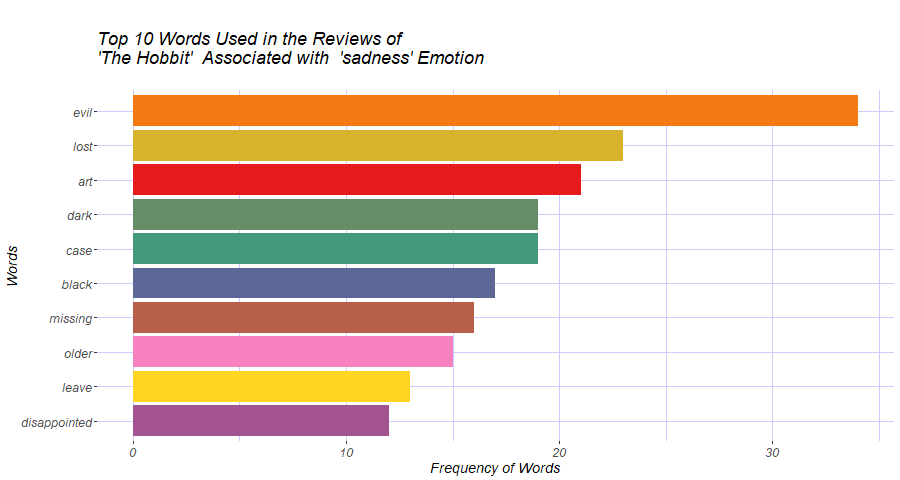 Top 10 Words Used in the Reviews of
'The Hobbit'  Associated with  'sadness' Emotion
Words
evil
lost
art
dark
case
black
missing
older
leave
disappointed
0 10 20 30
Frequency of Words